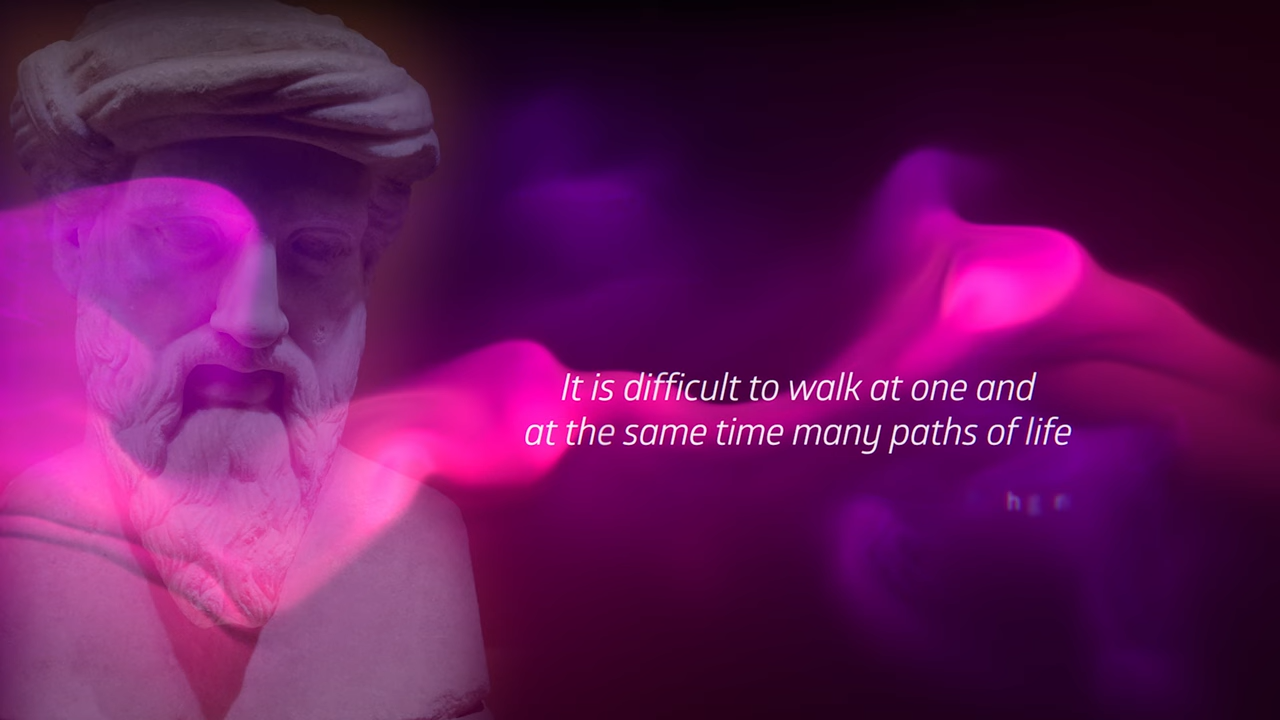 It is difficult to walk at one and
at the same time many paths of life